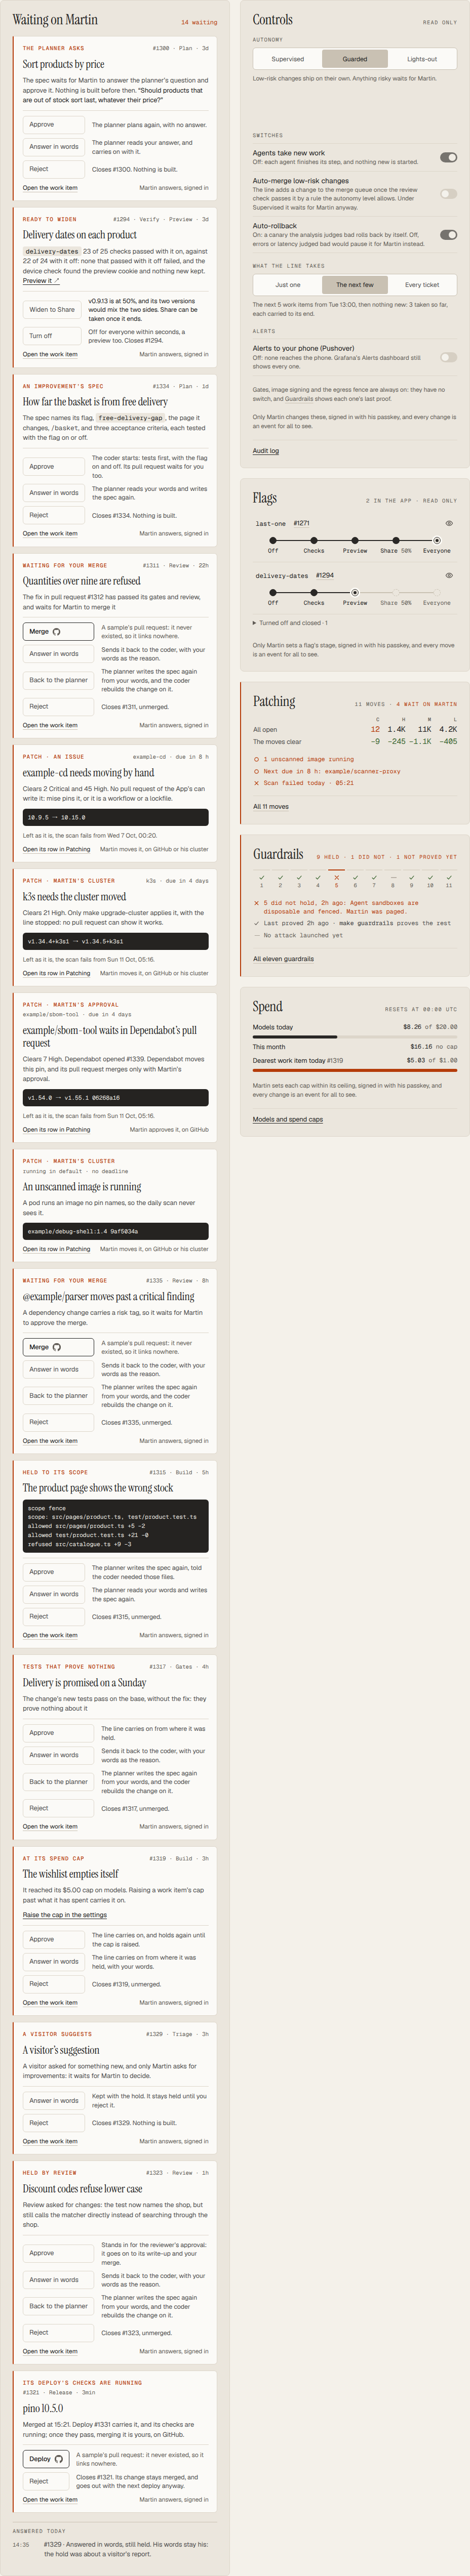 Waiting on Martin
14 waiting
THE PLANNER ASKS
#1300 · Plan · 3d
Sort products by price
The spec waits for Martin to answer the planner's question and
approve it. Nothing is built before then. "Should products that
are out of stock sort last, whatever their price?"
Approve
The planner plans again, with no answer.
Answer in words
The planner reads your answer, and
carries on with it.
Reject
Closes #1300. Nothing is built.
Open the work item
Martin answers, signed in
READY TO WIDEN
#1294 · Verify · Preview · 3d
Delivery dates on each product
delivery-dates 23 of 25 checks passed with it on, against
22 of 24 with it off: none that passed with it off failed, and the
device check found the preview cookie and nothing new kept.
Preview it ↗
Widen to Share
v0.9.13 is at 50%, and its two versions
would mix the two sides. Share can be
taken once it ends.
Turn off
Off for everyone within seconds, a
preview too. Closes #1294.
Open the work item
Martin answers, signed in
AN IMPROVEMENT'S SPEC
#1334 · Plan · 1d
How far the basket is from free delivery
The spec names its flag, free-delivery-gap, the page it
changes, /basket, and three acceptance criteria, each tested
with the flag on or off.
Approve
The coder starts: tests first, with the flag
on and off. Its pull request waits for you,
too.
Answer in words
The planner reads your words and writes
the spec again.
Reject
Closes #1334. Nothing is built.
Open the work item
Martin answers, signed in
WAITING FOR YOUR MERGE
#1311 · Review · 22h
Quantities over nine are refused
The fix in pull request #1312 has passed its gates and review,
and waits for Martin to merge it
Merge
A sample's pull request: it never
existed, so it links nowhere.
Answer in words
Sends it back to the coder, with your
words as the reason.
Back to the planner
The planner writes the spec again
from your words, and the coder
rebuilds the change on it.
Reject
Closes #1311, unmerged.
Open the work item
Martin answers, signed in
PATCH · AN ISSUE
example-cd · due in 8 h
example-cd needs moving by hand
Clears 2 Critical and 45 High. No pull request of the App's can
write it: mise pins it, or it is a workflow or a lockfile.
10.9.5 → 10.15.0
Left as it is, the scan fails from Wed 7 Oct, 00:20.
Open its row in Patching
Martin moves it, on GitHub or his cluster
PATCH · MARTIN'S CLUSTER
k3s · due in 4 days
k3s needs the cluster moved
Clears 21 High. Only make upgrade-cluster applies it, with the
line stopped: no pull request can show it works.
v1.34.4+k3s1 → v1.34.5+k3s1
Left as it is, the scan fails from Sun 11 Oct, 05:16.
Open its row in Patching
Martin moves it, on GitHub or his cluster
PATCH · MARTIN'S APPROVAL
example/sbom-tool · due in 4 days
example/sbom-tool waits in Dependabot's pull
request
Clears 7 High. Dependabot opened #1339. Dependabot moves
this pin, and its pull request merges only with Martin's
approval.
v1.54.0 → v1.55.1 06268a16
Left as it is, the scan fails from Sun 11 Oct, 05:16.
Open its row in Patching
Martin approves it, on GitHub
PATCH · MARTIN'S CLUSTER
running in default · no deadline
An unscanned image is running
A pod runs an image no pin names, so the daily scan never
sees it.
example/debug-shell:1.4 9af5034a
Open its row in Patching
Martin moves it, on GitHub or his cluster
WAITING FOR YOUR MERGE
#1335 · Review · 8h
@example/parser moves past a critical finding
A dependency change carries a risk tag, so it waits for Martin
to approve the merge.
Merge
A sample's pull request: it never
existed, so it links nowhere.
Answer in words
Sends it back to the coder, with your
words as the reason.
Back to the planner
The planner writes the spec again
from your words, and the coder
rebuilds the change on it.
Reject
Closes #1335, unmerged.
Open the work item
Martin answers, signed in
HELD TO ITS SCOPE
#1315 · Build · 5h
The product page shows the wrong stock
scope fence
scope: src/pages/product.ts, test/product.test.ts
allowed src/pages/product.ts +5 −2
allowed test/product.test.ts +21 −0
refused src/catalogue.ts +9 −3
Approve
The planner writes the spec again, told
the coder needed those files.
Answer in words
The planner reads your words and writes
the spec again.
Reject
Closes #1315, unmerged.
Open the work item
Martin answers, signed in
TESTS THAT PROVE NOTHING
#1317 · Gates · 4h
Delivery is promised on a Sunday
The change's new tests pass on the base, without the fix: they
prove nothing about it
Approve
The line carries on from where it was
held.
Answer in words
Sends it back to the coder, with your
words as the reason.
Back to the planner
The planner writes the spec again
from your words, and the coder
rebuilds the change on it.
Reject
Closes #1317, unmerged.
Open the work item
Martin answers, signed in
AT ITS SPEND CAP
#1319 · Build · 3h
The wishlist empties itself
It reached its $5.00 cap on models. Raising a work item's cap
past what it has spent carries it on.
Raise the cap in the settings
Approve
The line carries on, and holds again until
the cap is raised.
Answer in words
The line carries on from where it was
held, with your words.
Reject
Closes #1319, unmerged.
Open the work item
Martin answers, signed in
A VISITOR SUGGESTS
#1329 · Triage · 3h
A visitor's suggestion
A visitor asked for something new, and only Martin asks for
improvements: it waits for Martin to decide.
Answer in words
Kept with the hold. It stays held until you
reject it.
Reject
Closes #1329. Nothing is built.
Open the work item
Martin answers, signed in
HELD BY REVIEW
#1323 · Review · 1h
Discount codes refuse lower case
Review asked for changes: the test now names the shop, but
still calls the matcher directly instead of searching through the
shop.
Approve
Stands in for the reviewer's approval:
it goes on to its write-up and your
merge.
Answer in words
Sends it back to the coder, with your
words as the reason.
Back to the planner
The planner writes the spec again
from your words, and the coder
rebuilds the change on it.
Reject
Closes #1323, unmerged.
Open the work item
Martin answers, signed in
ITS DEPLOY'S CHECKS ARE RUNNING
#1321 · Release · 3min
pino 10.5.0
Merged at 15:21. Deploy #1331 carries it, and its checks are
running; once they pass, merging it is yours, on GitHub.
Deploy
A sample's pull request: it never existed, so it
links nowhere.
Reject
Closes #1321. Its change stays merged, and
goes out with the next deploy anyway.
Open the work item
Martin answers, signed in
ANSWERED TODAY
14:35
#1329 · Answered in words, still held. His words stay his:
the hold was about a visitor's report.
Controls
READ ONLY
AUTONOMY
Supervised
Guarded
Lights-out
Low-risk changes ship on their own. Anything risky waits for Martin.
SWITCHES
Agents take new work
Off: each agent finishes its step, and nothing new is started.
Auto-merge low-risk changes
The line adds a change to the merge queue once the review
check passes it by a rule the autonomy level allows. Under
Supervised it waits for Martin anyway.
Auto-rollback
On: a canary the analysis judges bad rolls back by itself. Off,
errors or latency judged bad would pause it for Martin instead.
WHAT THE LINE TAKES
Just one
The next few
Every ticket
The next 5 work items from Tue 13:00, then nothing new: 3 taken so far,
each carried to its end.
ALERTS
Alerts to your phone (Pushover)
Off: none reaches the phone. Grafana's Alerts dashboard still
shows every one.
Gates, image signing and the egress fence are always on: they have no
switch, and Guardrails shows each one's last proof.
Only Martin changes these, signed in with his passkey, and every change is
an event for all to see.
Audit log
Flags
2 IN THE APP · READ ONLY
last-one #1271
Off
Checks
Preview
Share 50%
Everyone
delivery-dates #1294
Off
Checks
Preview
Share 50%
Everyone
▶ Turned off and closed · 1
Only Martin sets a flag's stage, signed in with his passkey, and every move
is an event for all to see.
Patching
11 MOVES · 4 WAIT ON MARTIN
C H M L
All open 12 1.4K 11K 4.2K
The moves clear −9 −245 −1.1K −405
1 unscanned image running
Next due in 8 h: example/scanner-proxy
Scan failed today · 05:21
All 11 moves
Guardrails
9 HELD · 1 DID NOT · 1 NOT PROVED YET
1 2 3 4 5 6 7 8 9 10 11
5 did not hold, 2h ago: Agent sandboxes are
disposable and fenced. Martin was paged.
Last proved 2h ago · make guardrails proves the rest
No attack launched yet
All eleven guardrails
Spend
RESETS AT 00:00 UTC
Models today
$8.26 of $20.00
This month
$16.16 no cap
Dearest work item today #1319
$5.03 of $1.00
Martin sets each cap within its ceiling, signed in with his passkey, and
every change is an event for all to see.
Models and spend caps